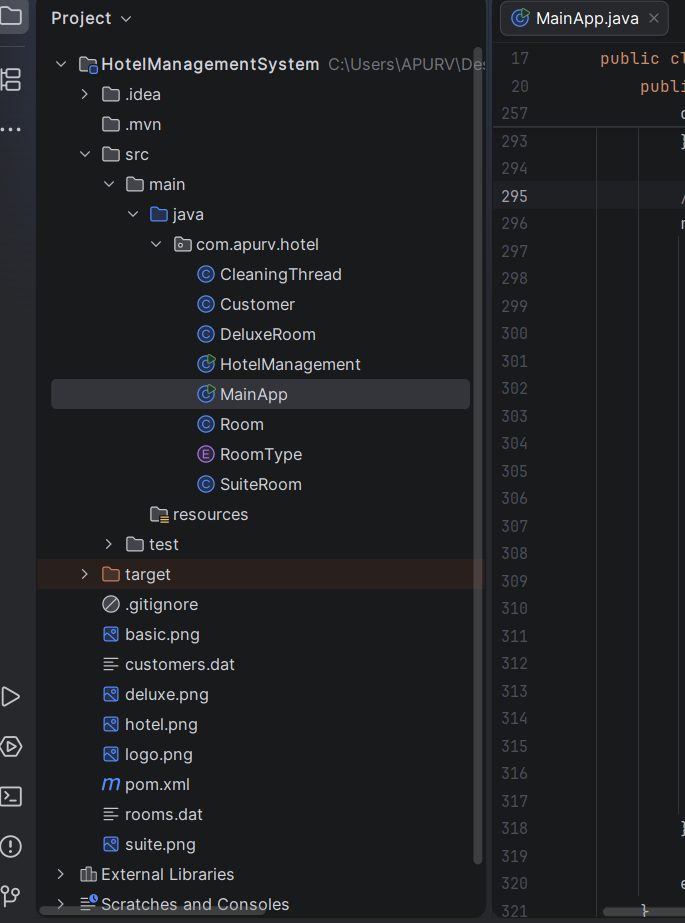 Project
MainApp.java
HotelManagementSystem C:\Users\APURV\Des
.idea
.mvn
src
main
java
com.apurv.hotel
CleaningThread
Customer
DeluxeRoom
HotelManagement
MainApp
Room
RoomType
SuiteRoom
resources
test
target
.gitignore
basic.png
customers.dat
deluxe.png
hotel.png
logo.png
pom.xml
rooms.dat
suite.png
External Libraries
Scratches and Consoles
17 public cl
20 publi
257
293 }
294
295 /
296
297
298
299
300
301
302
303
304
305
306
307
308
309
310
311
312
313
314
315
316
317
318 }
319
320 e
321 }